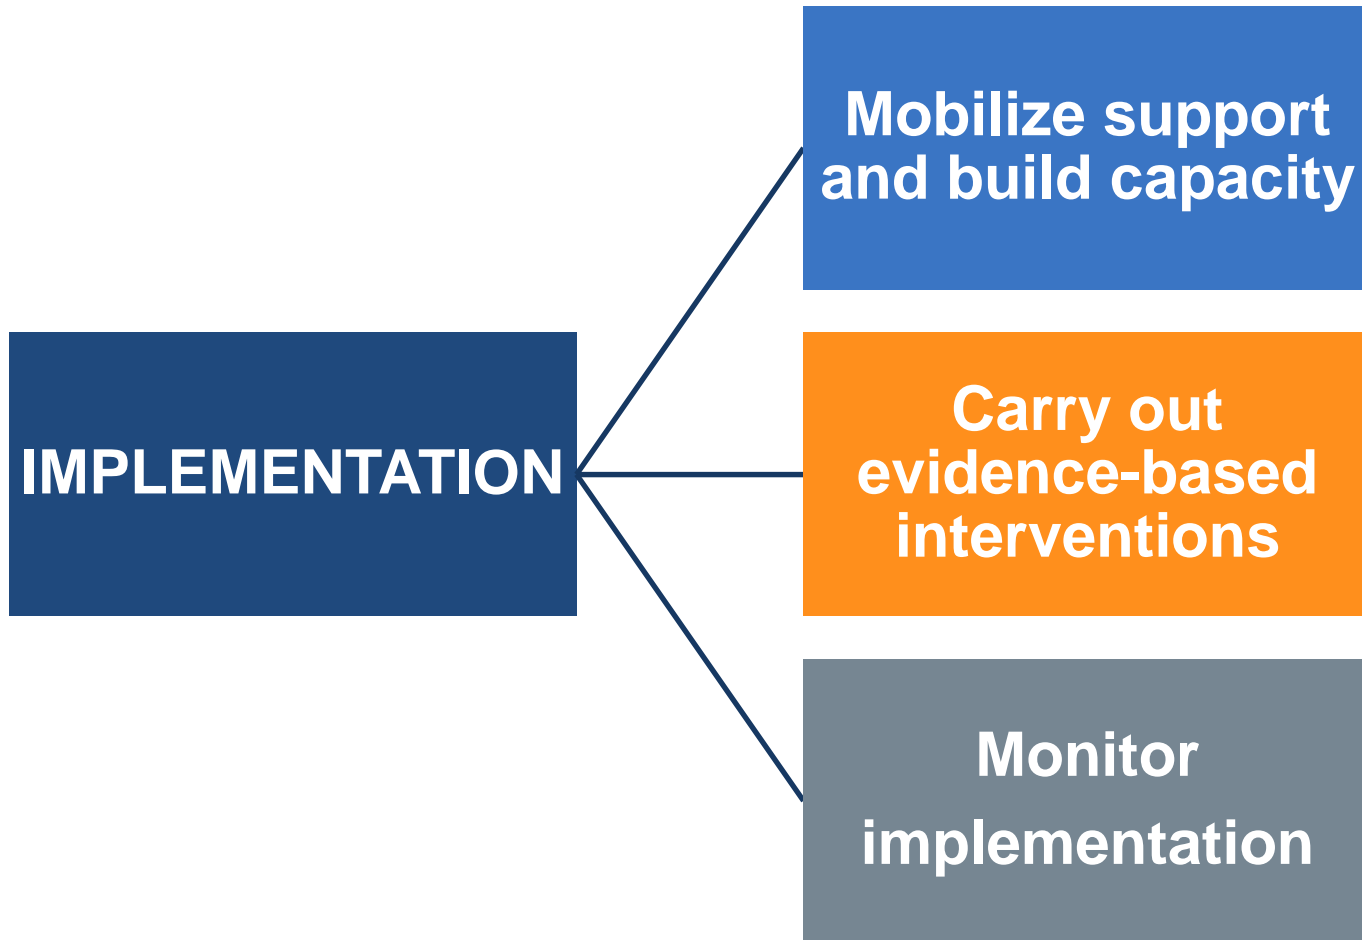 Mobilize support
and build capacity
IMPLEMENTATION
Carry out
evidence-based
interventions
Monitor
implementation